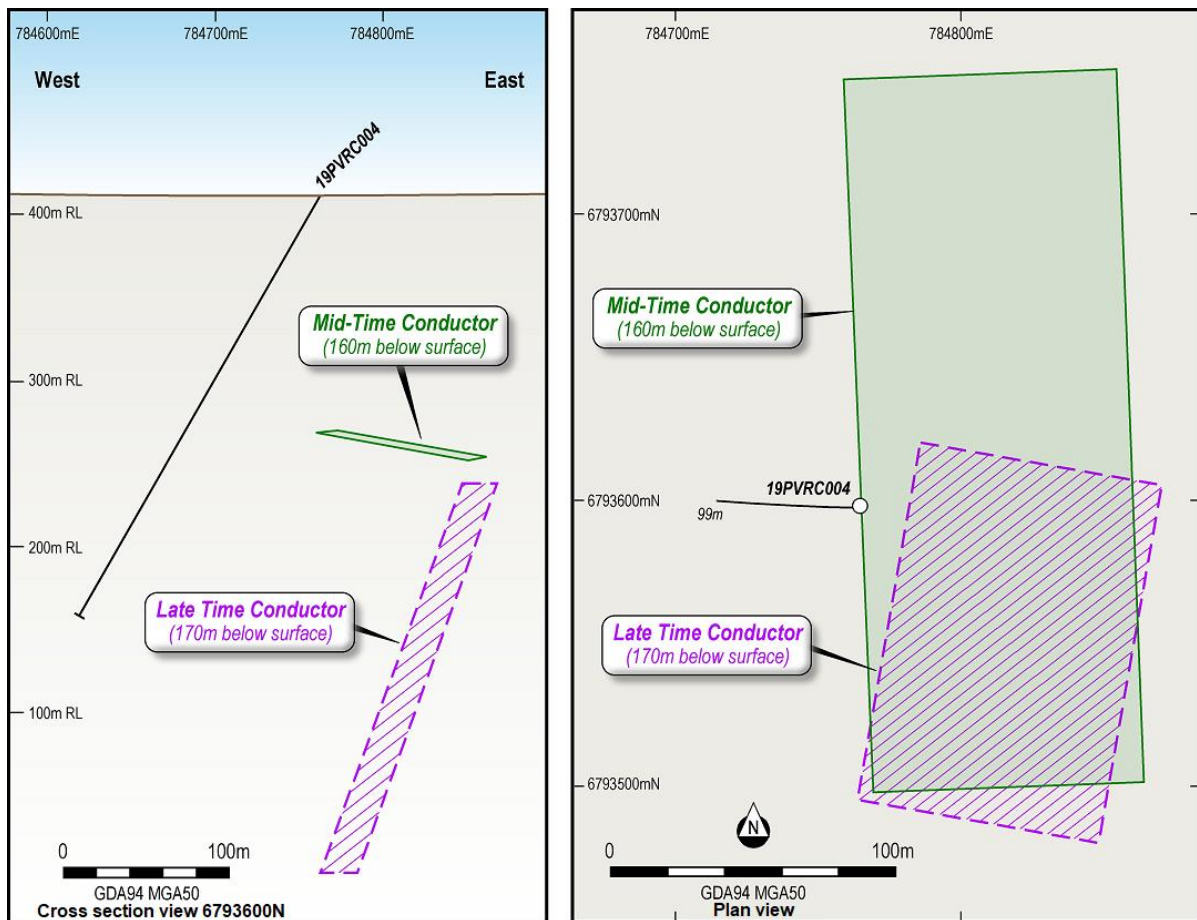 784600mE
784700mE
784800mE
West
East
19PVRC004
400m RL
Mid-Time Conductor
(160m below surface)
300m RL
200m RL
Late Time Conductor
(170m below surface)
100m RL
0
100m
GDA94 MGA50
Cross section view 6793600N
784700mE
784800mE
6793700mN
Mid-Time Conductor
(160m below surface)
6793600mN
19PVRC004
99m
Late Time Conductor
(170m below surface)
6793500mN
N
0
100m
GDA94 MGA50
Plan view